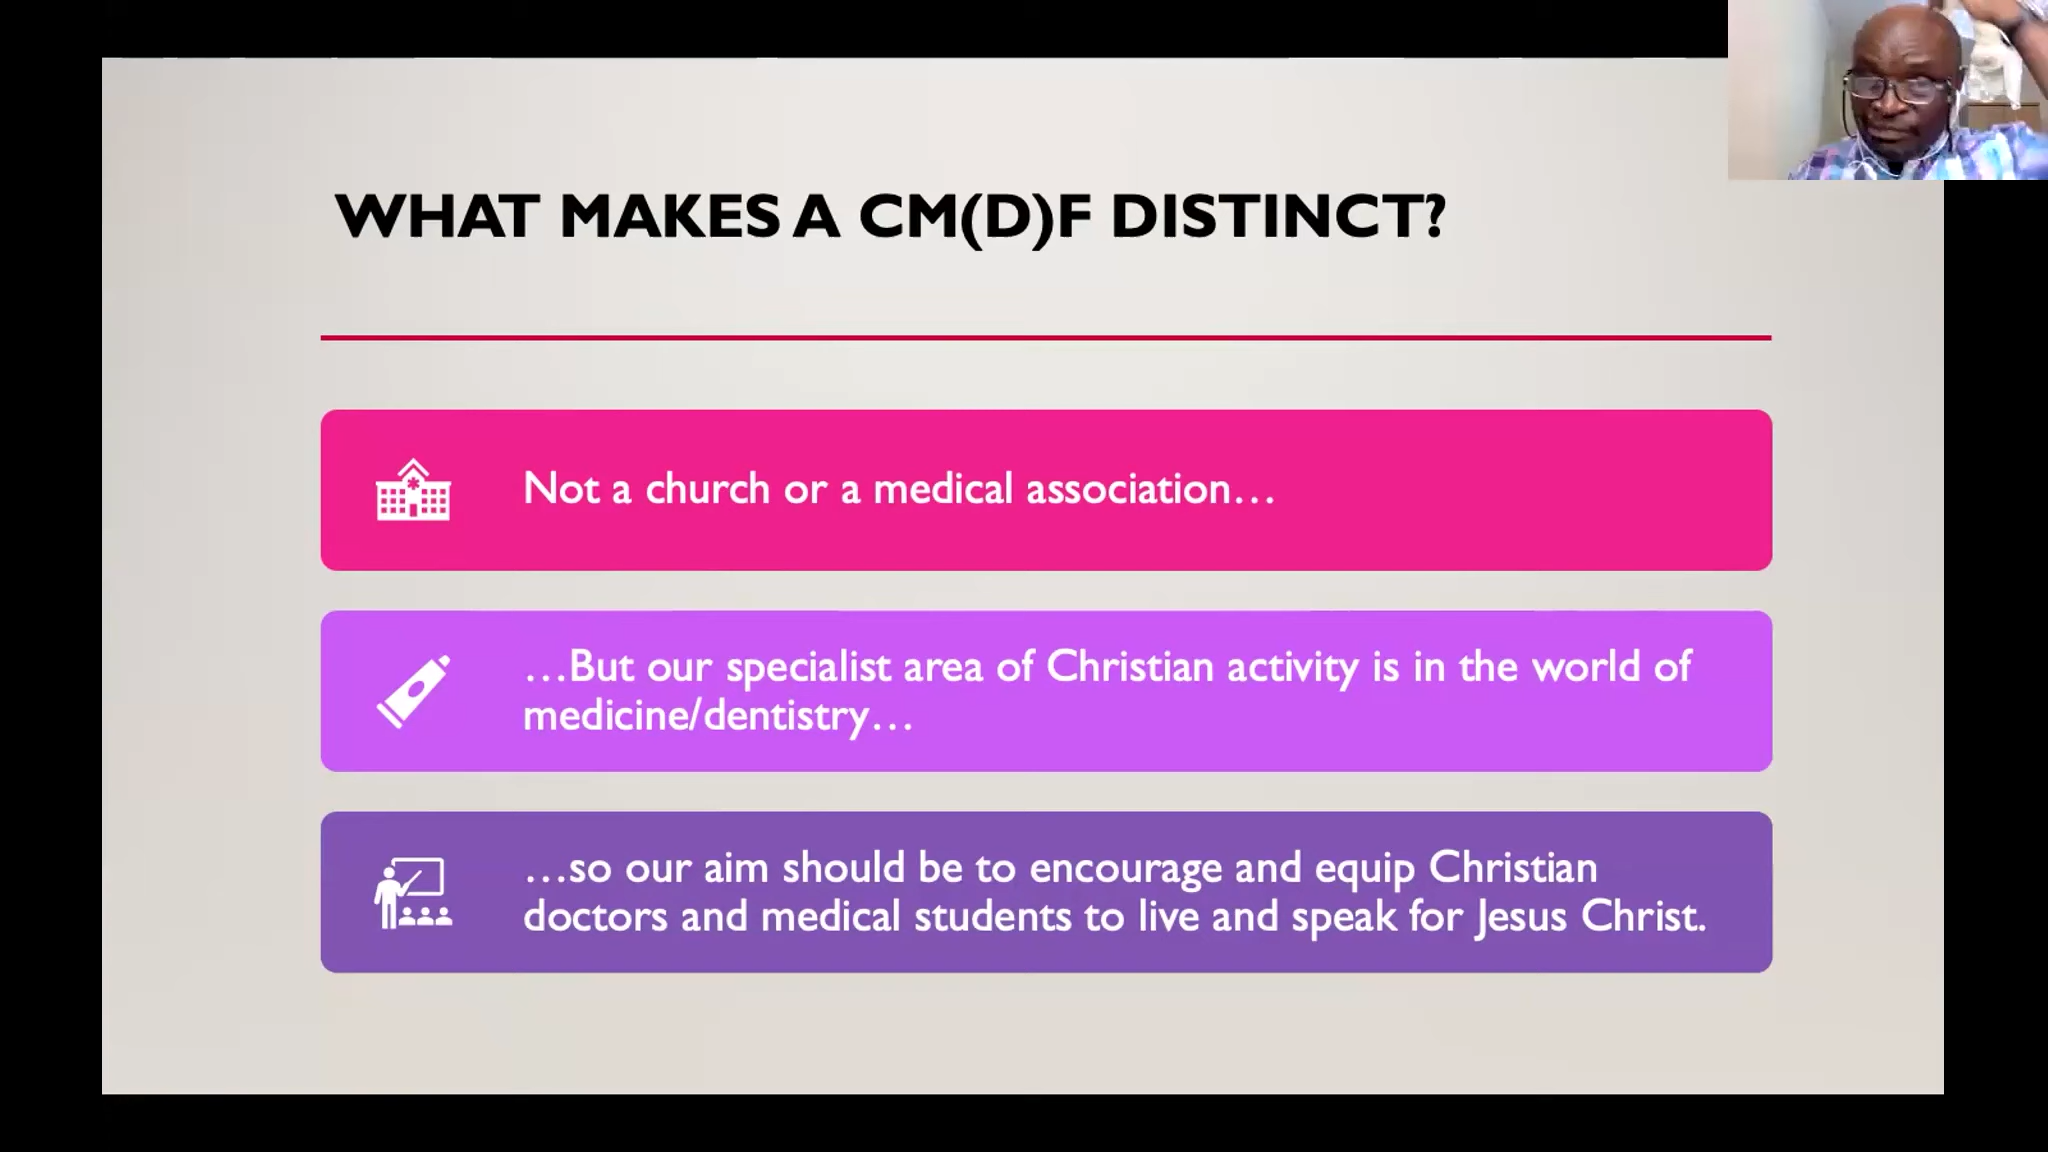 WHAT MAKES A CM(D)F DISTINCT?
Not a church or a medical association…
…But our specialist area of Christian activity is in the world of
medicine/dentistry…
…so our aim should be to encourage and equip Christian
doctors and medical students to live and speak for Jesus Christ.